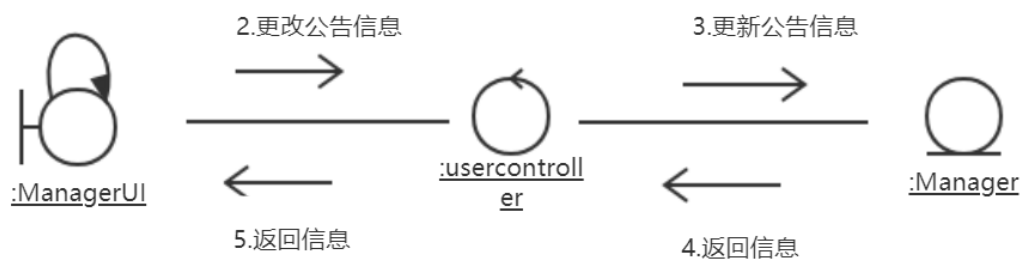 2.更改公告信息
3.更新公告信息
:ManagerUI
:usercontroll
er
:Manager
5.返回信息
4.返回信息